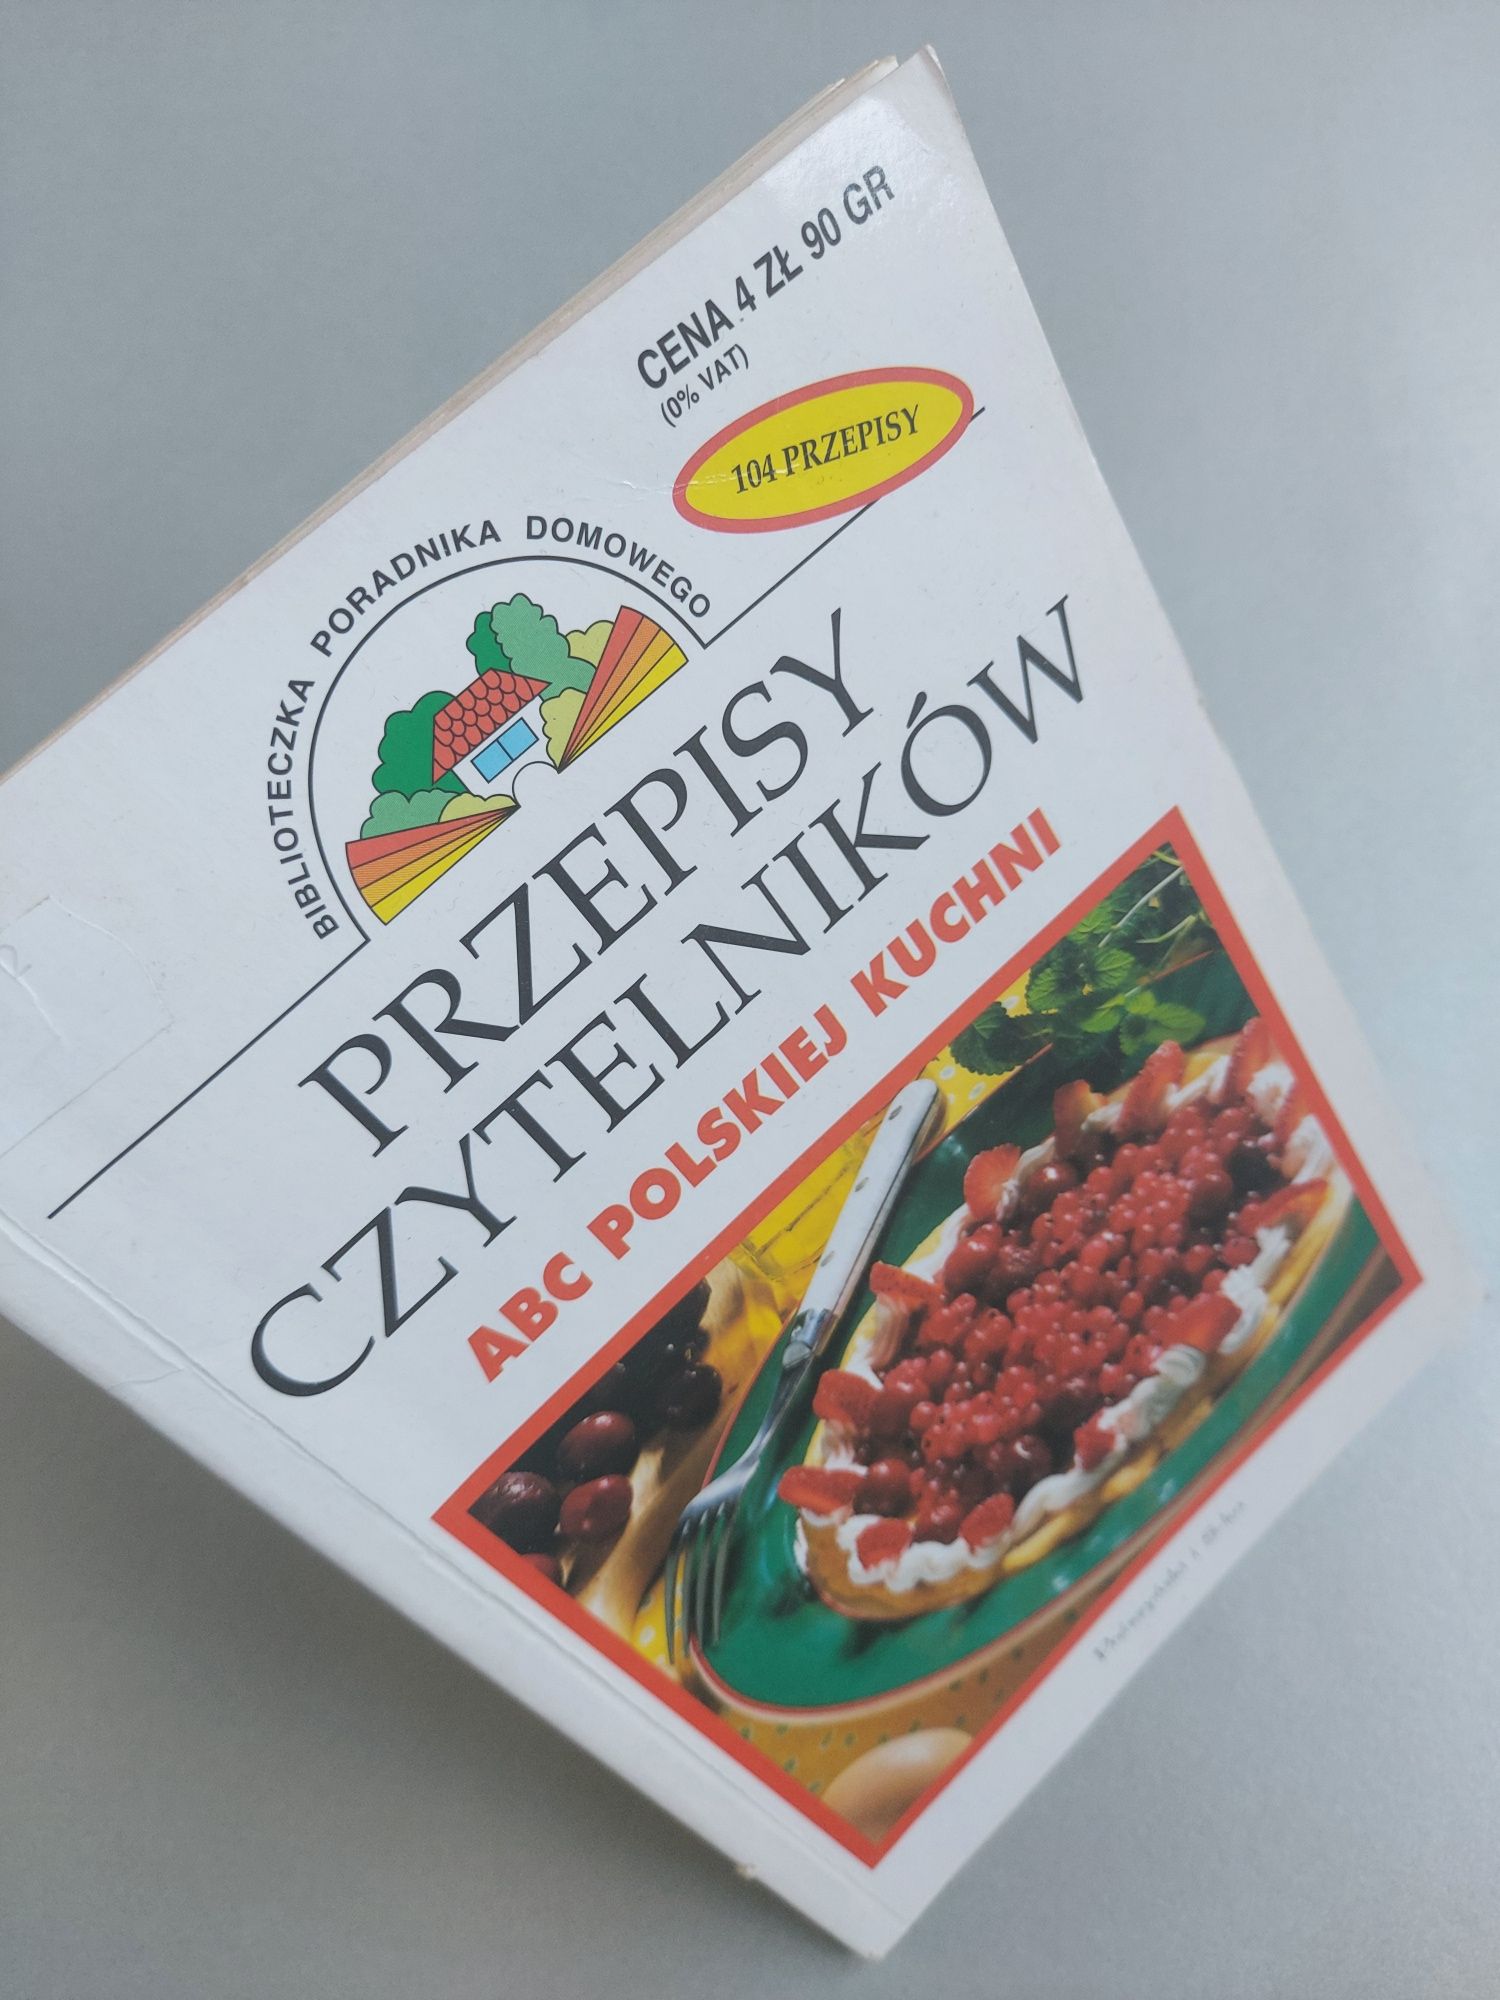 CENA 4 ZŁ 90 GR
(0% VAT)
104 PRZEPISY
BIBLIOTECZKA PORADNIKA DOMOWEGO
PRZEPISY
CZYTELNIKÓW
ABC POLSKIEJ KUCHNI